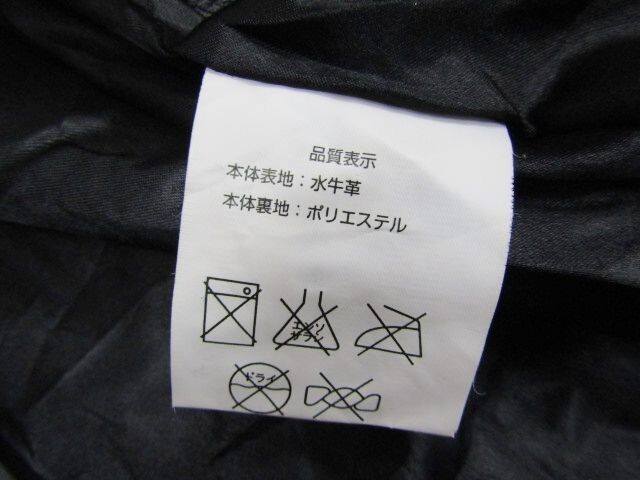 品質表示
本体表地：水牛革
本体裏地：ポリエステル
エンソ
サラシ
ドライ